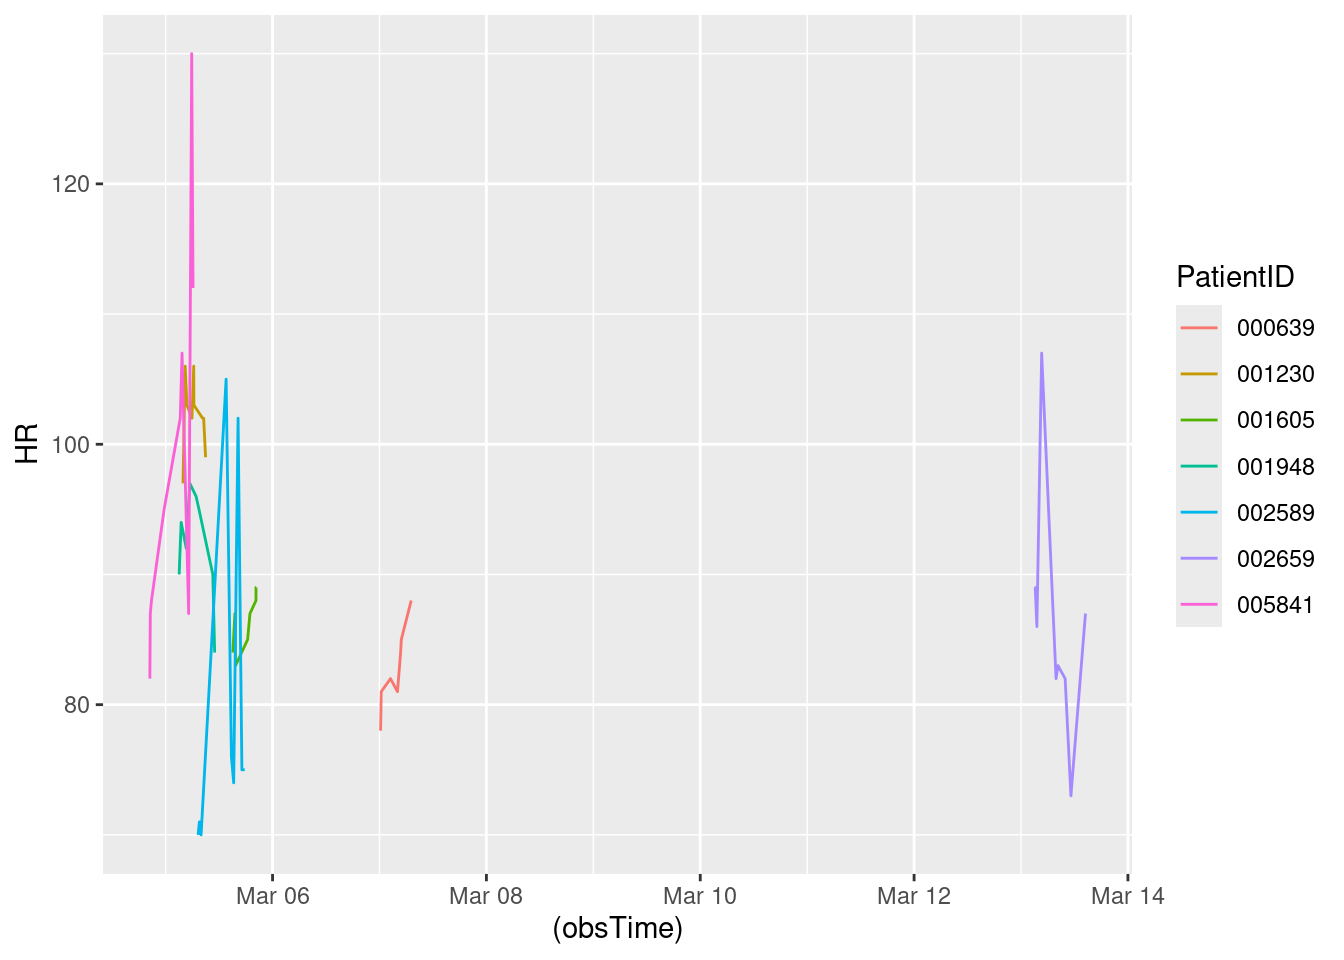 120
100
80
HR
Mar 06
Mar 08
Mar 10
Mar 12
Mar 14
(obsTime)
PatientID
000639
001230
001605
001948
002589
002659
005841